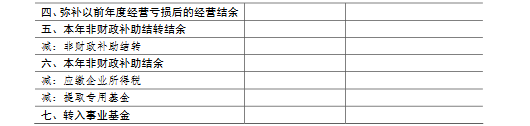 四、弥补以前年度经营亏损后的经营结余
五、本年非财政补助结转结余
减：非财政补助结转
六、本年非财政补助结余
减：应缴企业所得税
减：提取专用基金
七、转入事业基金